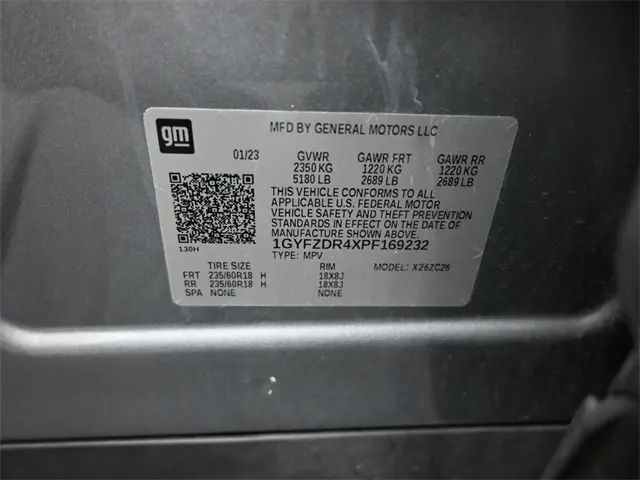 gm
MFD BY GENERAL MOTORS LLC
01/23 GVWR GAWR FRT GAWR RR
2350 KG 1220 KG 1220 KG
5180 LB 2689 LB 2689 LB
THIS VEHICLE CONFORMS TO ALL
APPLICABLE U.S. FEDERAL MOTOR
VEHICLE SAFETY AND THEFT PREVENTION
STANDARDS IN EFFECT ON THE DATE OF
MANUFACTURE SHOWN ABOVE.
1GYFZDR4XPF169232
130H
TYPE: MPV MODEL: X26ZC26
TIRE SIZE RIM
FRT 235/60R18 H 18X8J
RR 235/60R18 H 18X8J
SPA NONE NONE